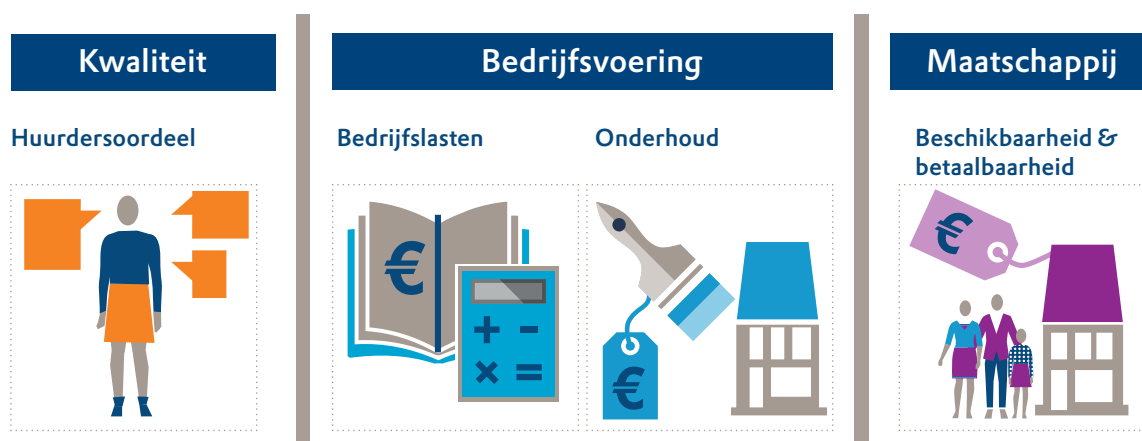 Kwaliteit
Bedrijfsvoering
Maatschappij
Huurdersoordeel
Bedrijfslasten
Onderhoud
Beschikbaarheid &
betaalbaarheid
€
+ -
× =
€
€